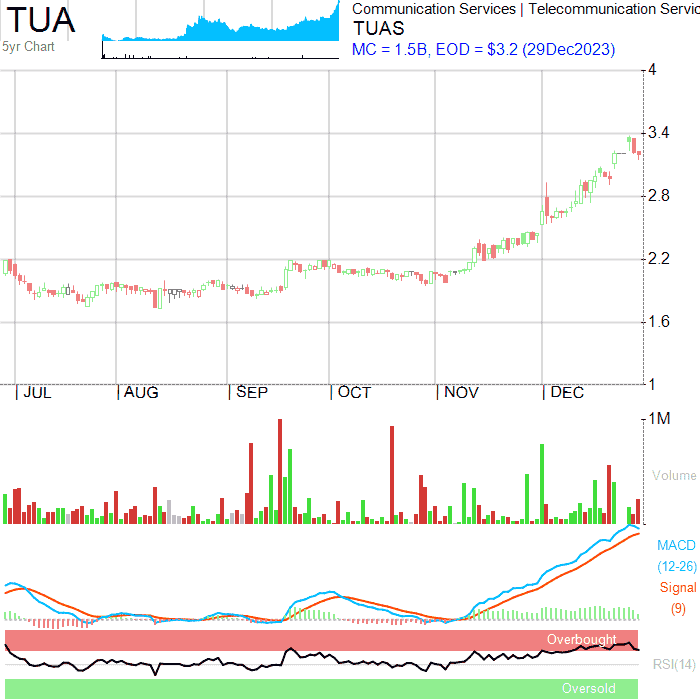 TUA
5yr Chart
Communication Services | Telecommunication Servic
TUAS
MC = 1.5B, EOD = $3.2 (29Dec2023)
4
3.4
2.8
2.2
1.6
1
JUL AUG SEP OCT NOV DEC
1M
Volume
MACD
(12-26)
Signal
(9)
Overbought
RSI(14)
Oversold